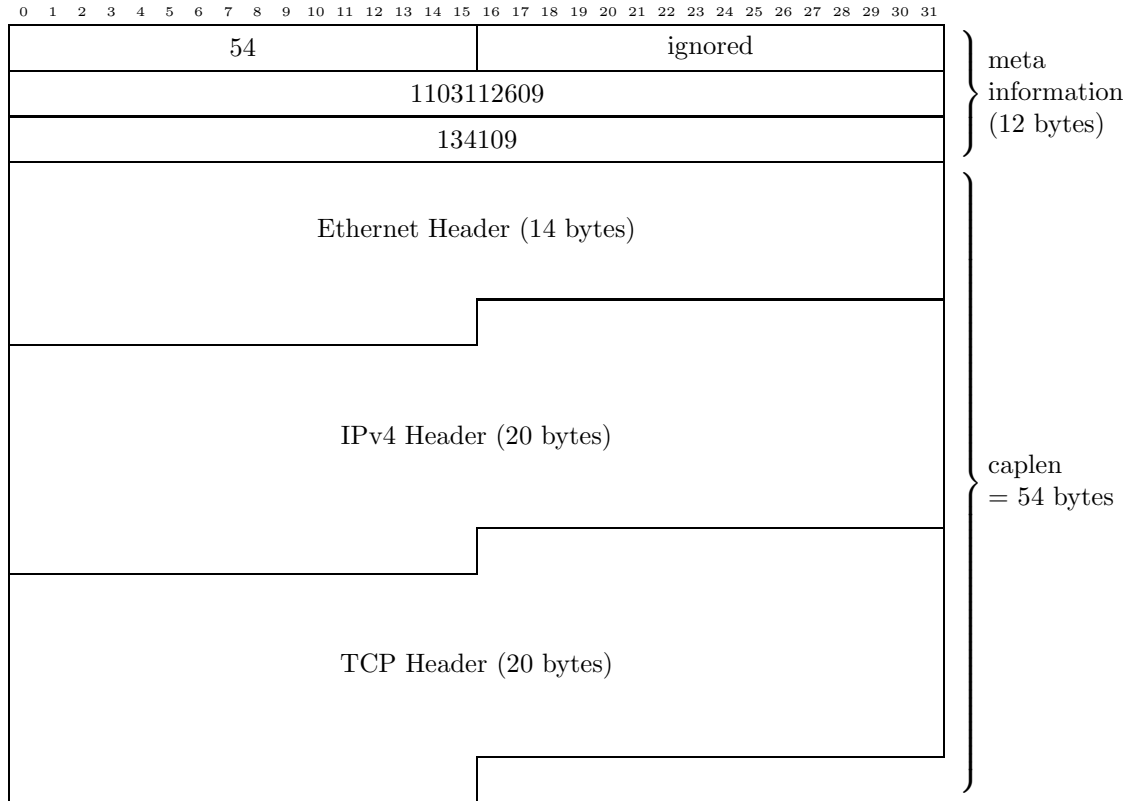 0 1 2 3 4 5 6 7 8 9 10 11 12 13 14 15 16 17 18 19 20 21 22 23 24 25 26 27 28 29 30 31
54 ignored
1103112609
134109
meta
information
(12 bytes)
Ethernet Header (14 bytes)
IPv4 Header (20 bytes)
TCP Header (20 bytes)
caplen
= 54 bytes